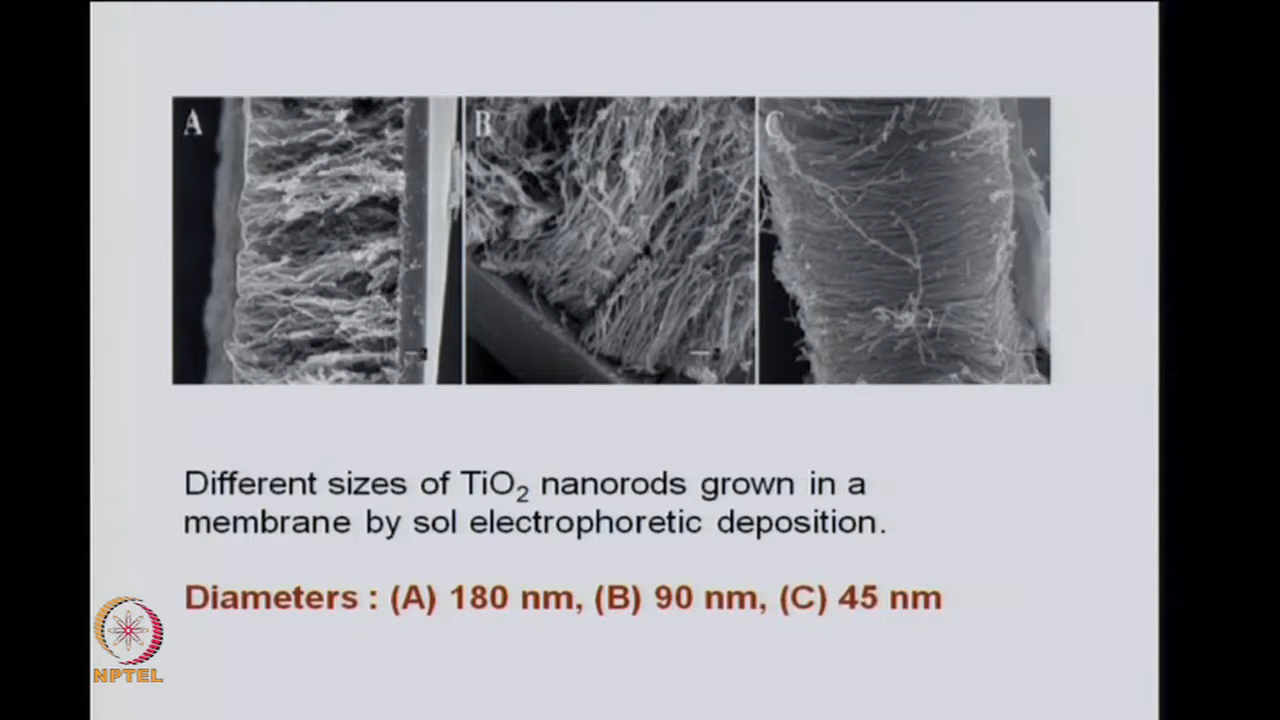 A B C
Different sizes of TiO₂ nanorods grown in a
membrane by sol electrophoretic deposition.
Diameters : (A) 180 nm, (B) 90 nm, (C) 45 nm
NPTEL